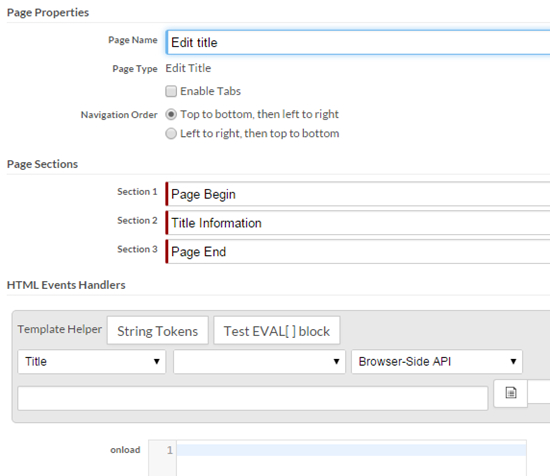 Page Properties
Page Name Edit title
Page Type Edit Title
Enable Tabs
Navigation Order Top to bottom, then left to right
Left to right, then top to bottom
Page Sections
Section 1 Page Begin
Section 2 Title Information
Section 3 Page End
HTML Events Handlers
Template Helper String Tokens Test EVAL[ ] block
Title Browser-Side API
onload 1